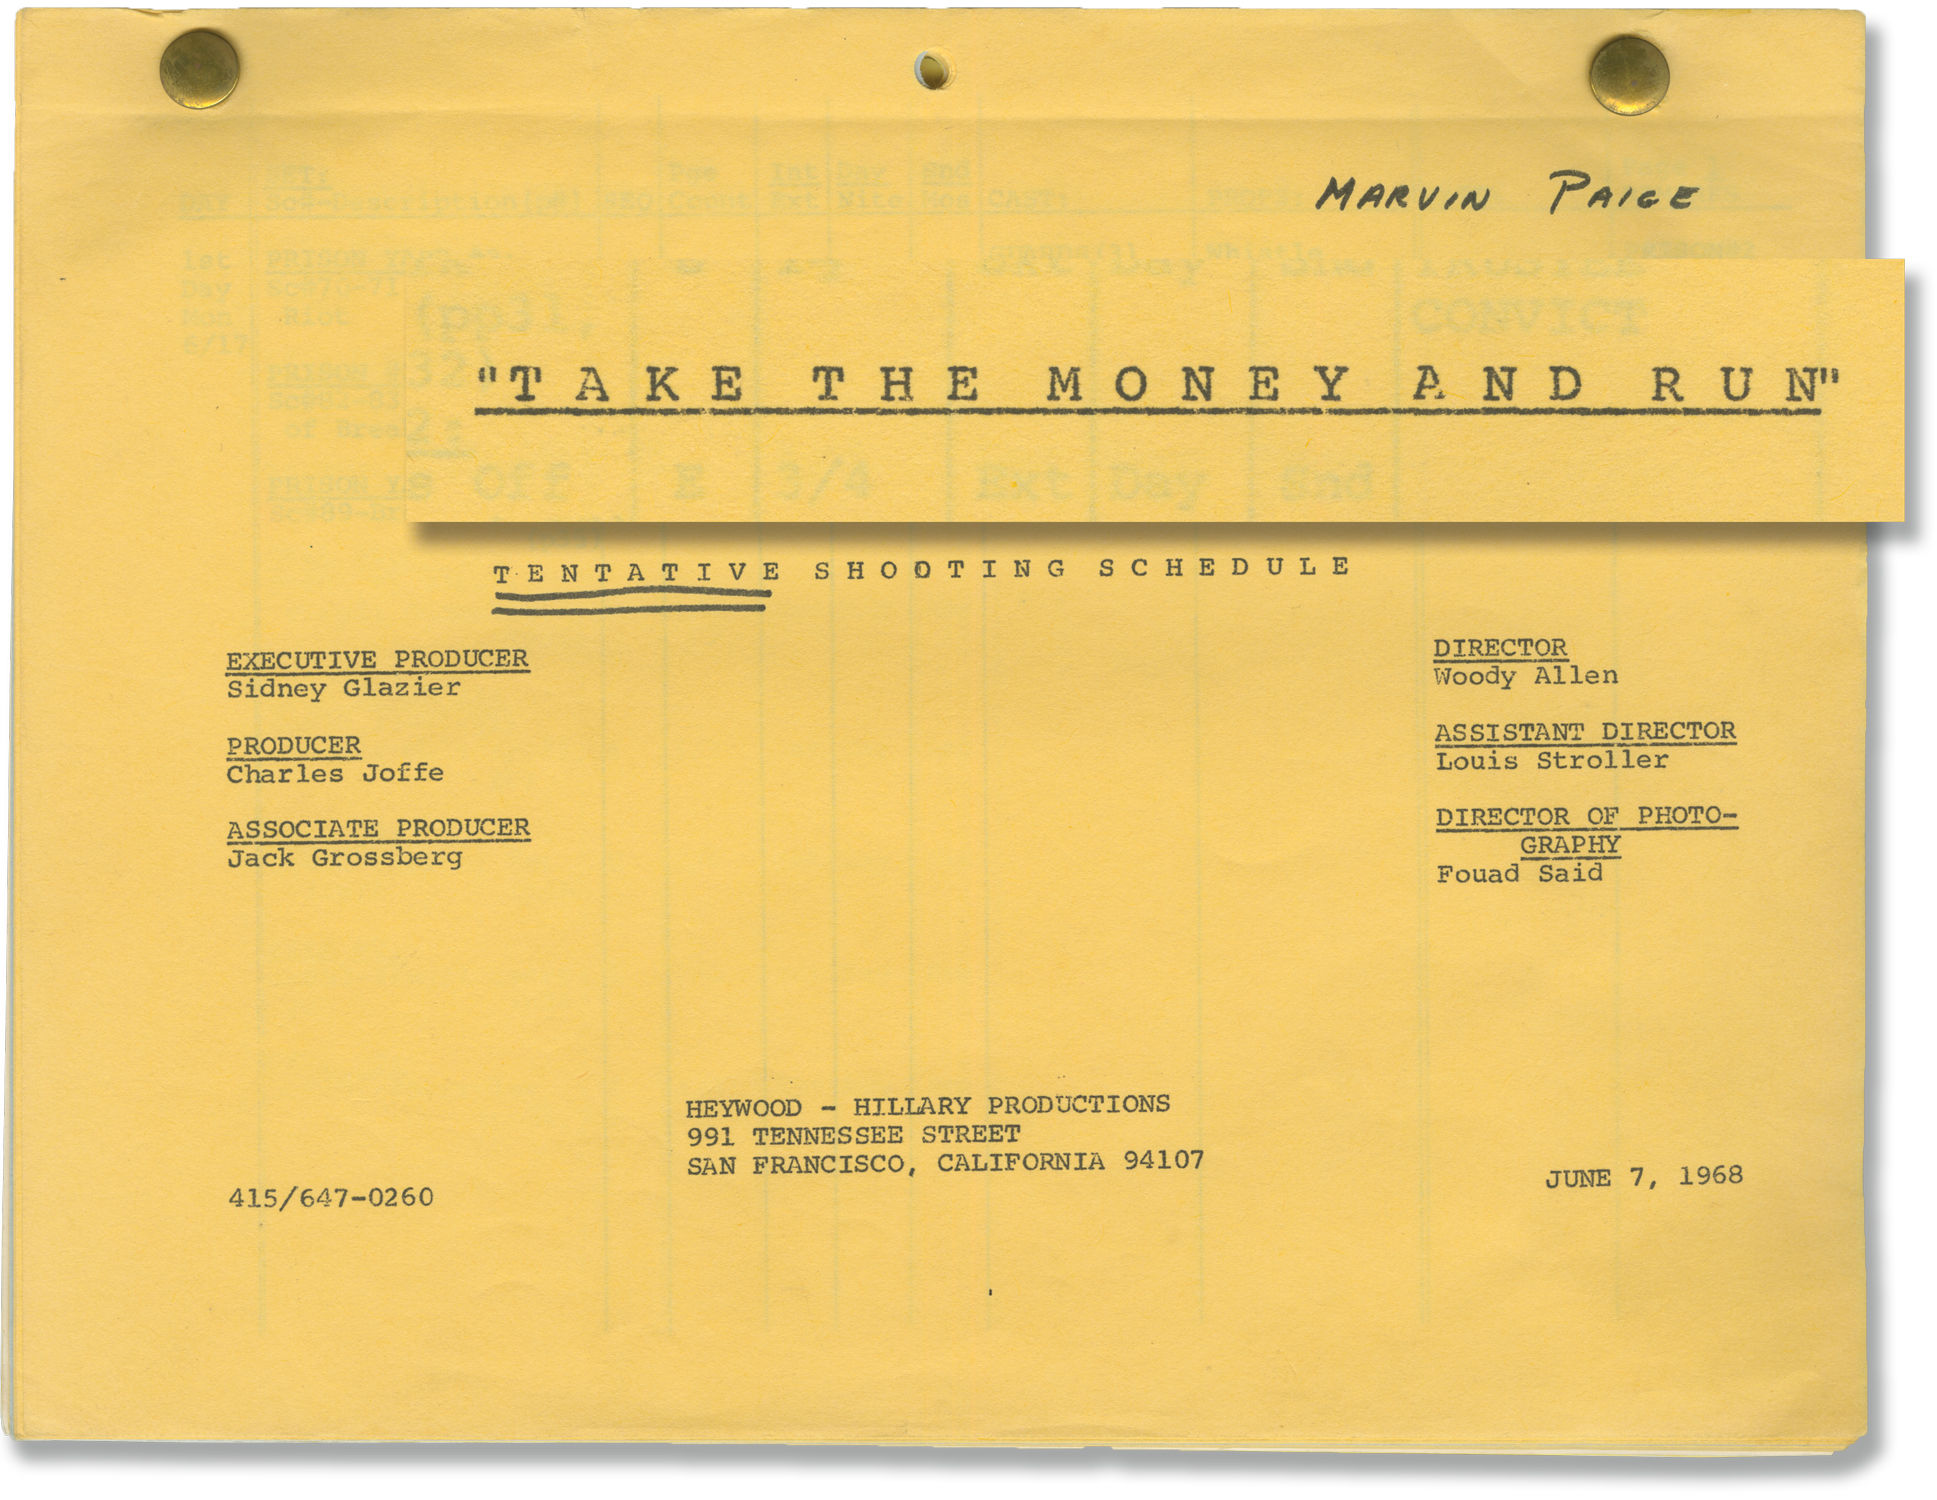 MARVIN PAIGE
"TAKE THE MONEY AND RUN"
TENTATIVE SHOOTING SCHEDULE
EXECUTIVE PRODUCER
Sidney Glazier
PRODUCER
Charles Joffe
ASSOCIATE PRODUCER
Jack Grossberg
DIRECTOR
Woody Allen
ASSISTANT DIRECTOR
Louis Stroller
DIRECTOR OF PHOTO-
GRAPHY
Fouad Said
HEYWOOD - HILLARY PRODUCTIONS
991 TENNESSEE STREET
SAN FRANCISCO, CALIFORNIA 94107
415/647-0260
JUNE 7, 1968